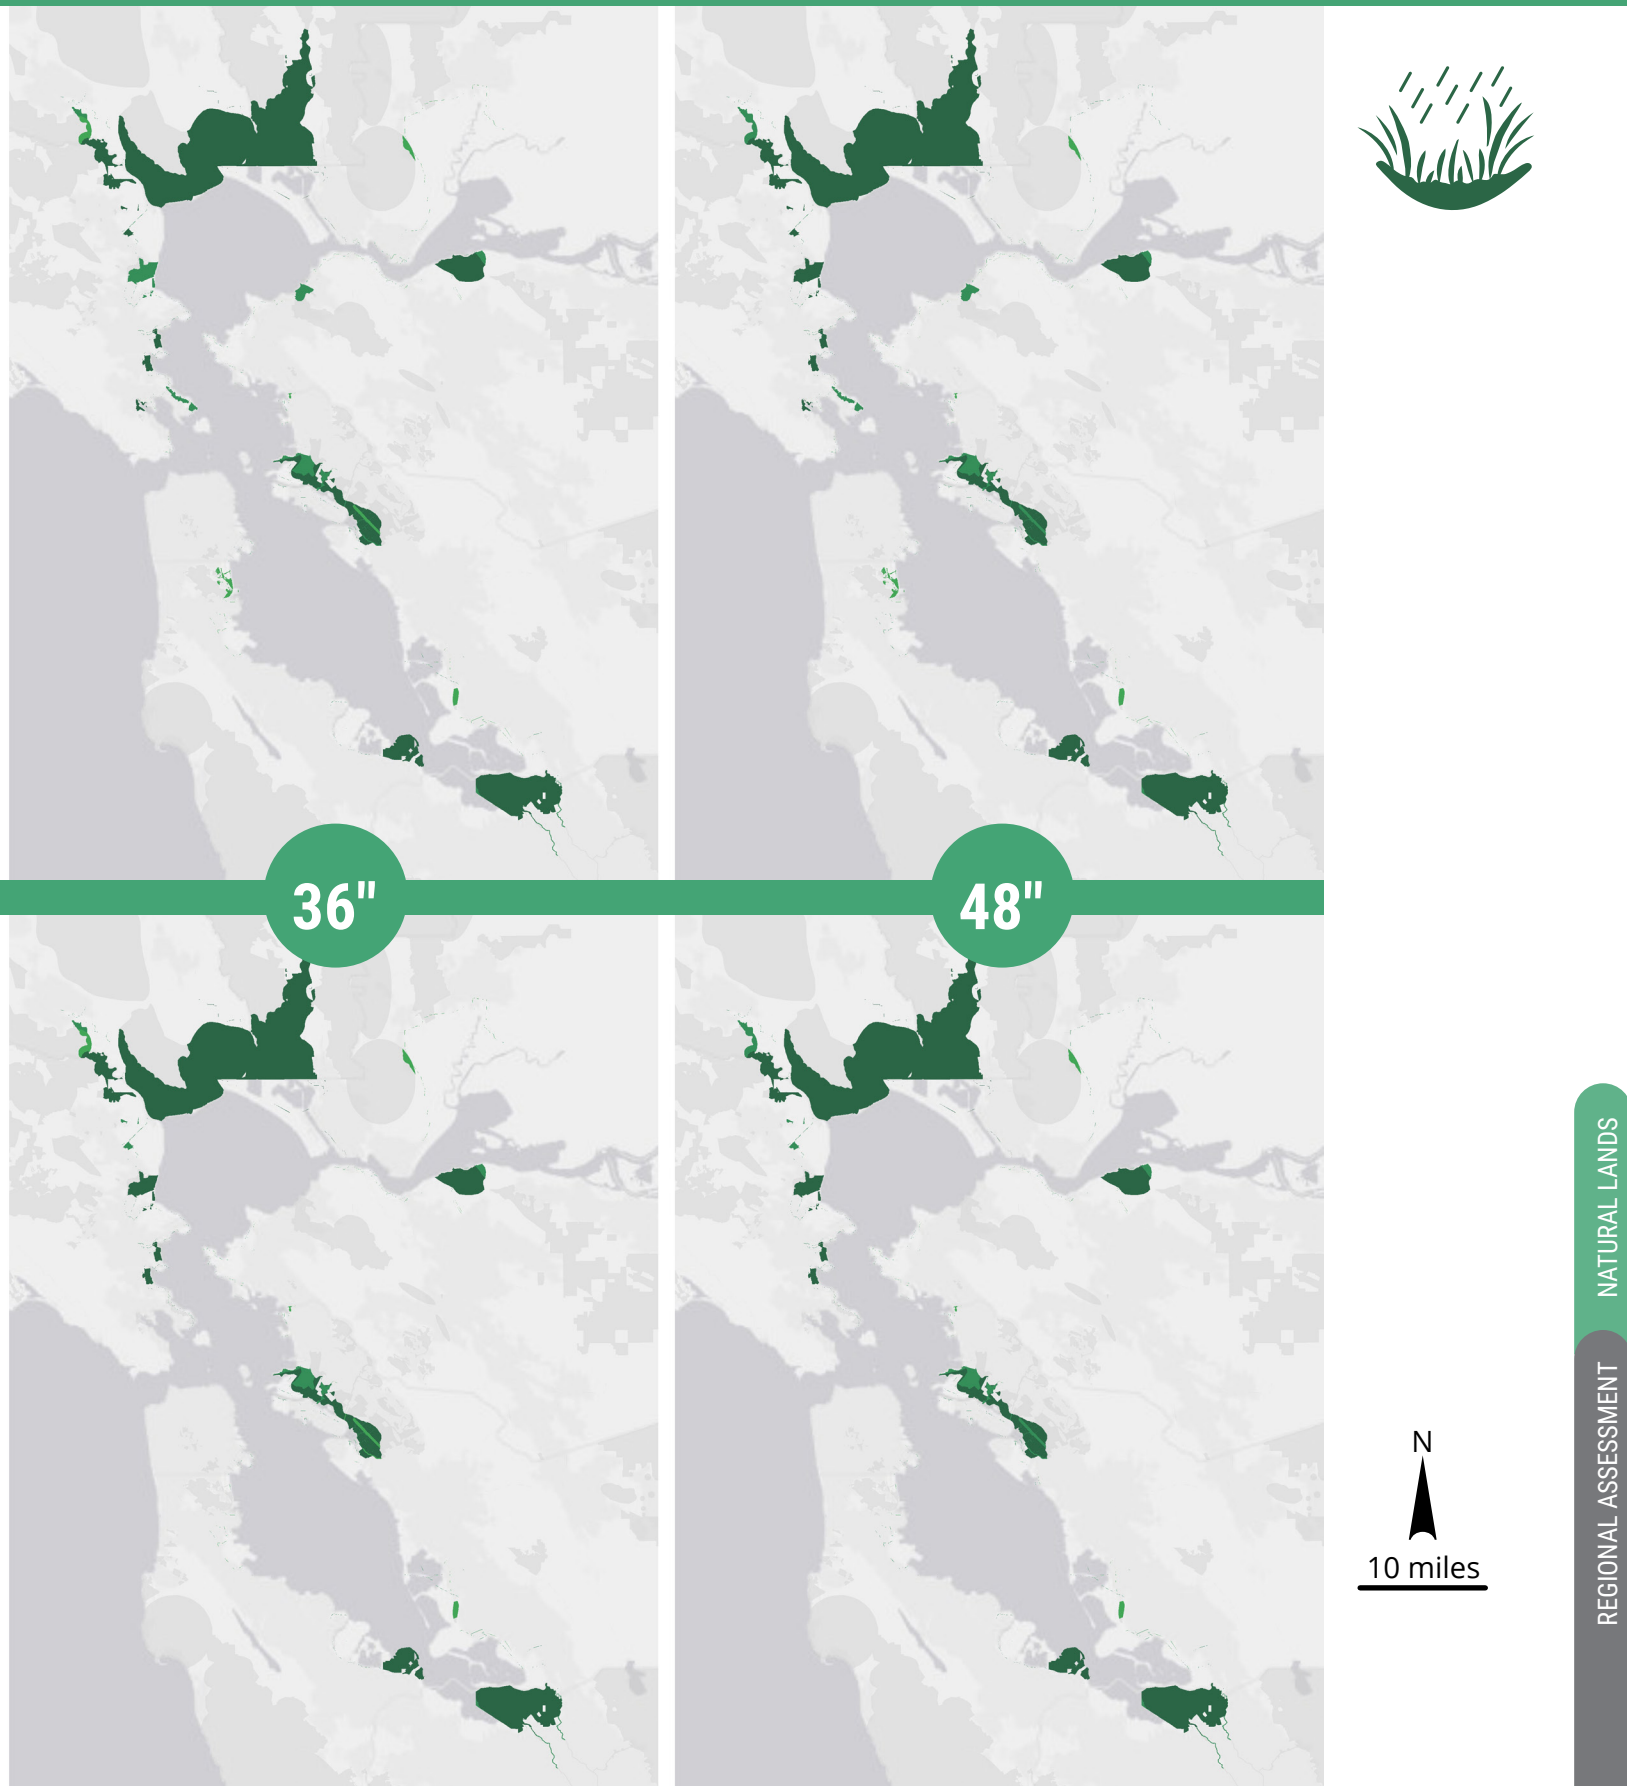 36"
48"
NATURAL LANDS
REGIONAL ASSESSMENT
N
10 miles